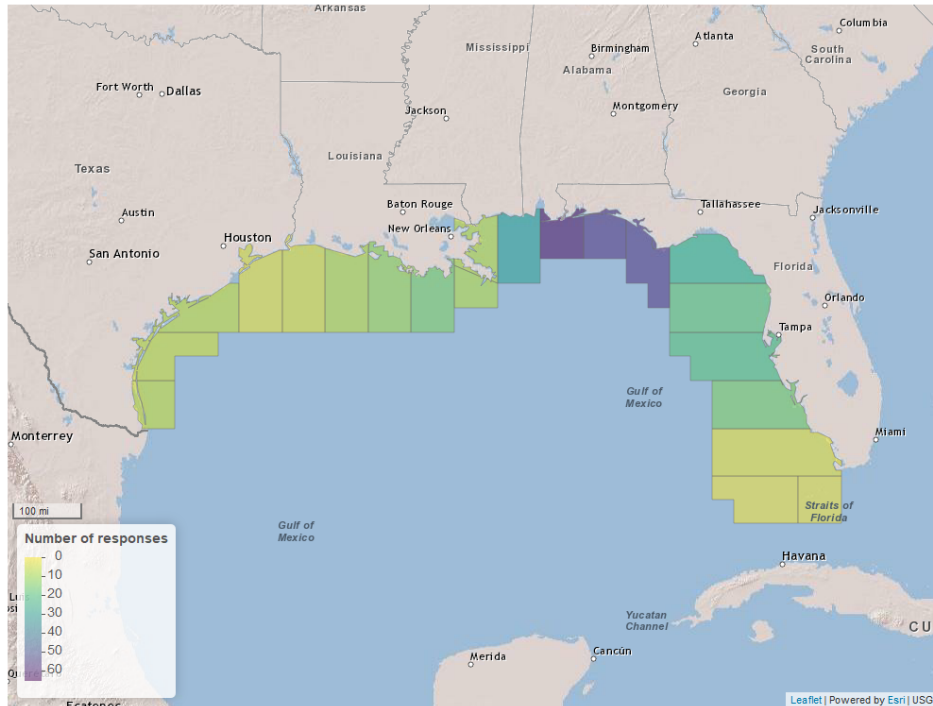 Arkansas
Columbia
Atlanta
Mississippi
Birmingham
South
Carolina
Alabama
Fort Worth
Dallas
Georgia
Montgomery
Jackson
Louisiana
Texas
Baton Rouge
Tallahassee
Jacksonville
Austin
New Orleans
Houston
San Antonio
Florida
Orlando
Tampa
Gulf of
Mexico
Monterrey
Miami
100 mi
Straits of
Florida
Gulf of
Mexico
Number of responses
0
10
20
30
40
50
60
Havana
Yucatan
Channel
CU
Cancún
Merida
Leaflet | Powered by Esri | USG